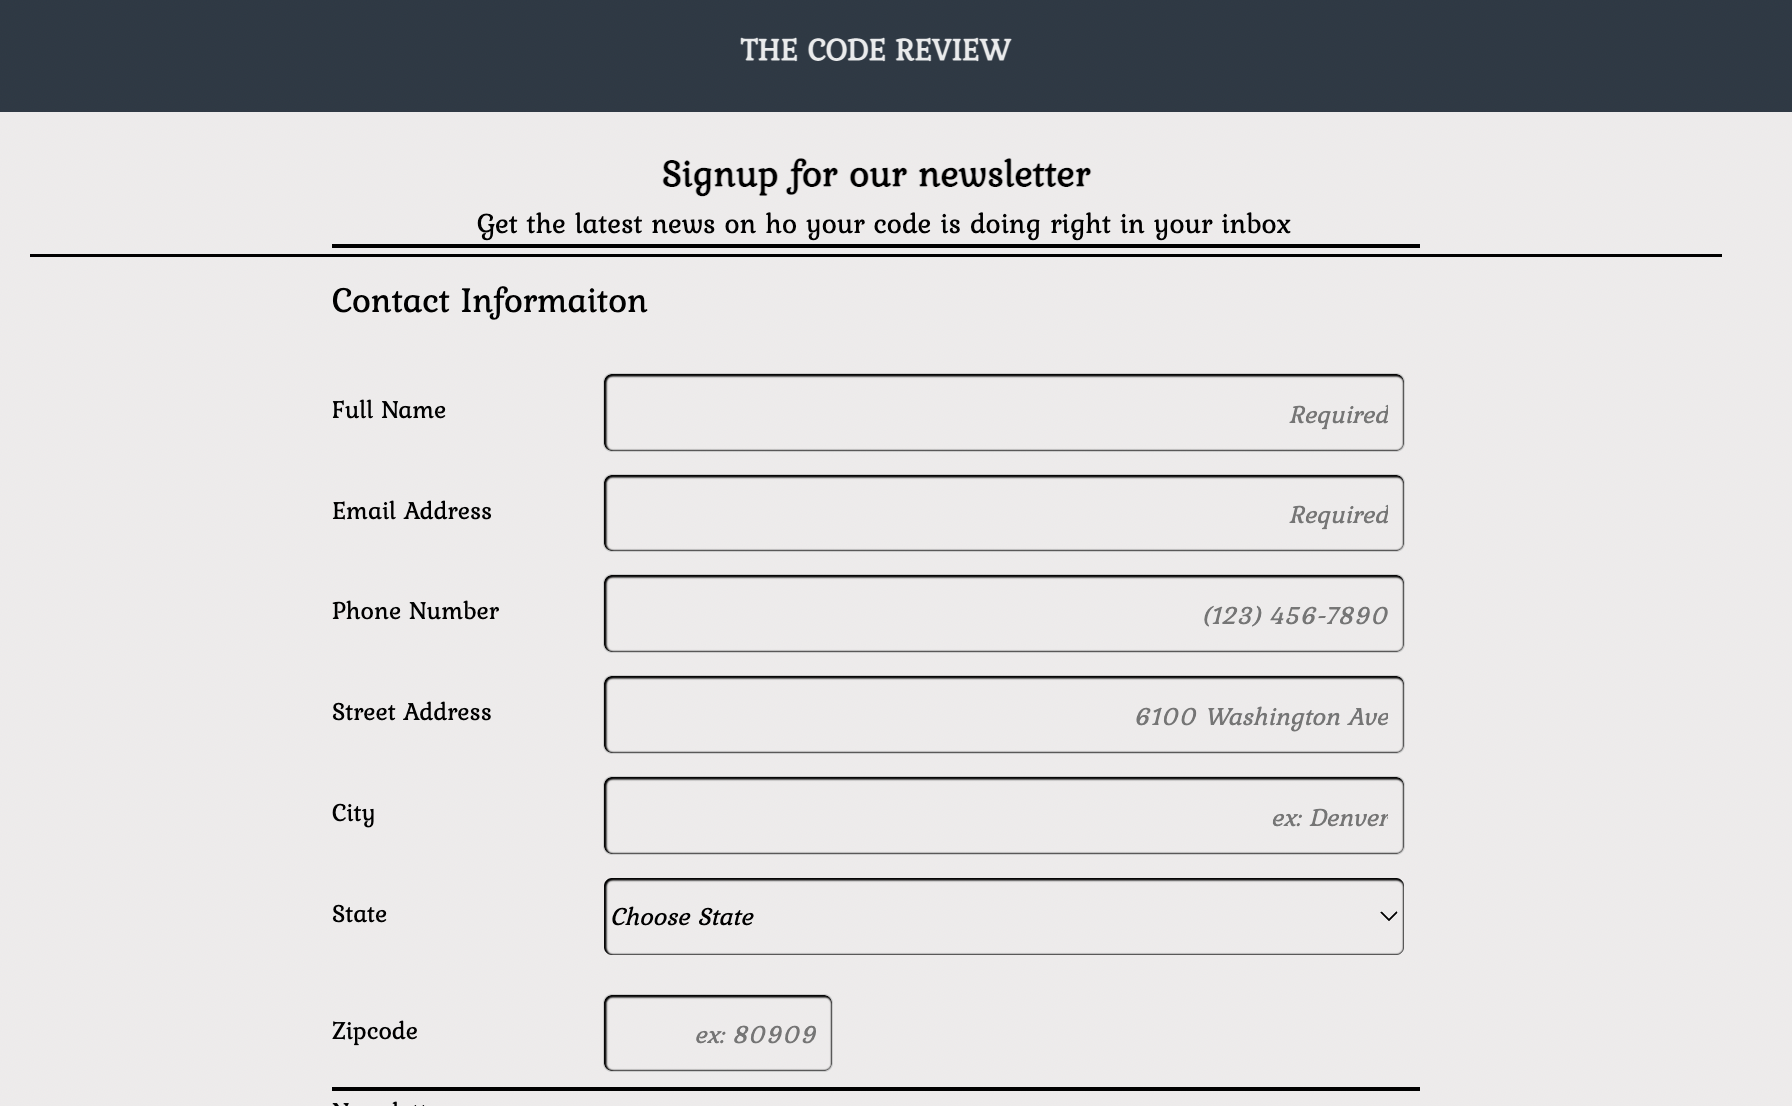 THE CODE REVIEW
Signup for our newsletter
Get the latest news on ho your code is doing right in your inbox
Contact Informaiton
Full Name
Required
Email Address
Required
Phone Number
(123) 456-7890
Street Address
6100 Washington Ave
City
ex: Denver
State
Choose State
Zipcode
ex: 80909